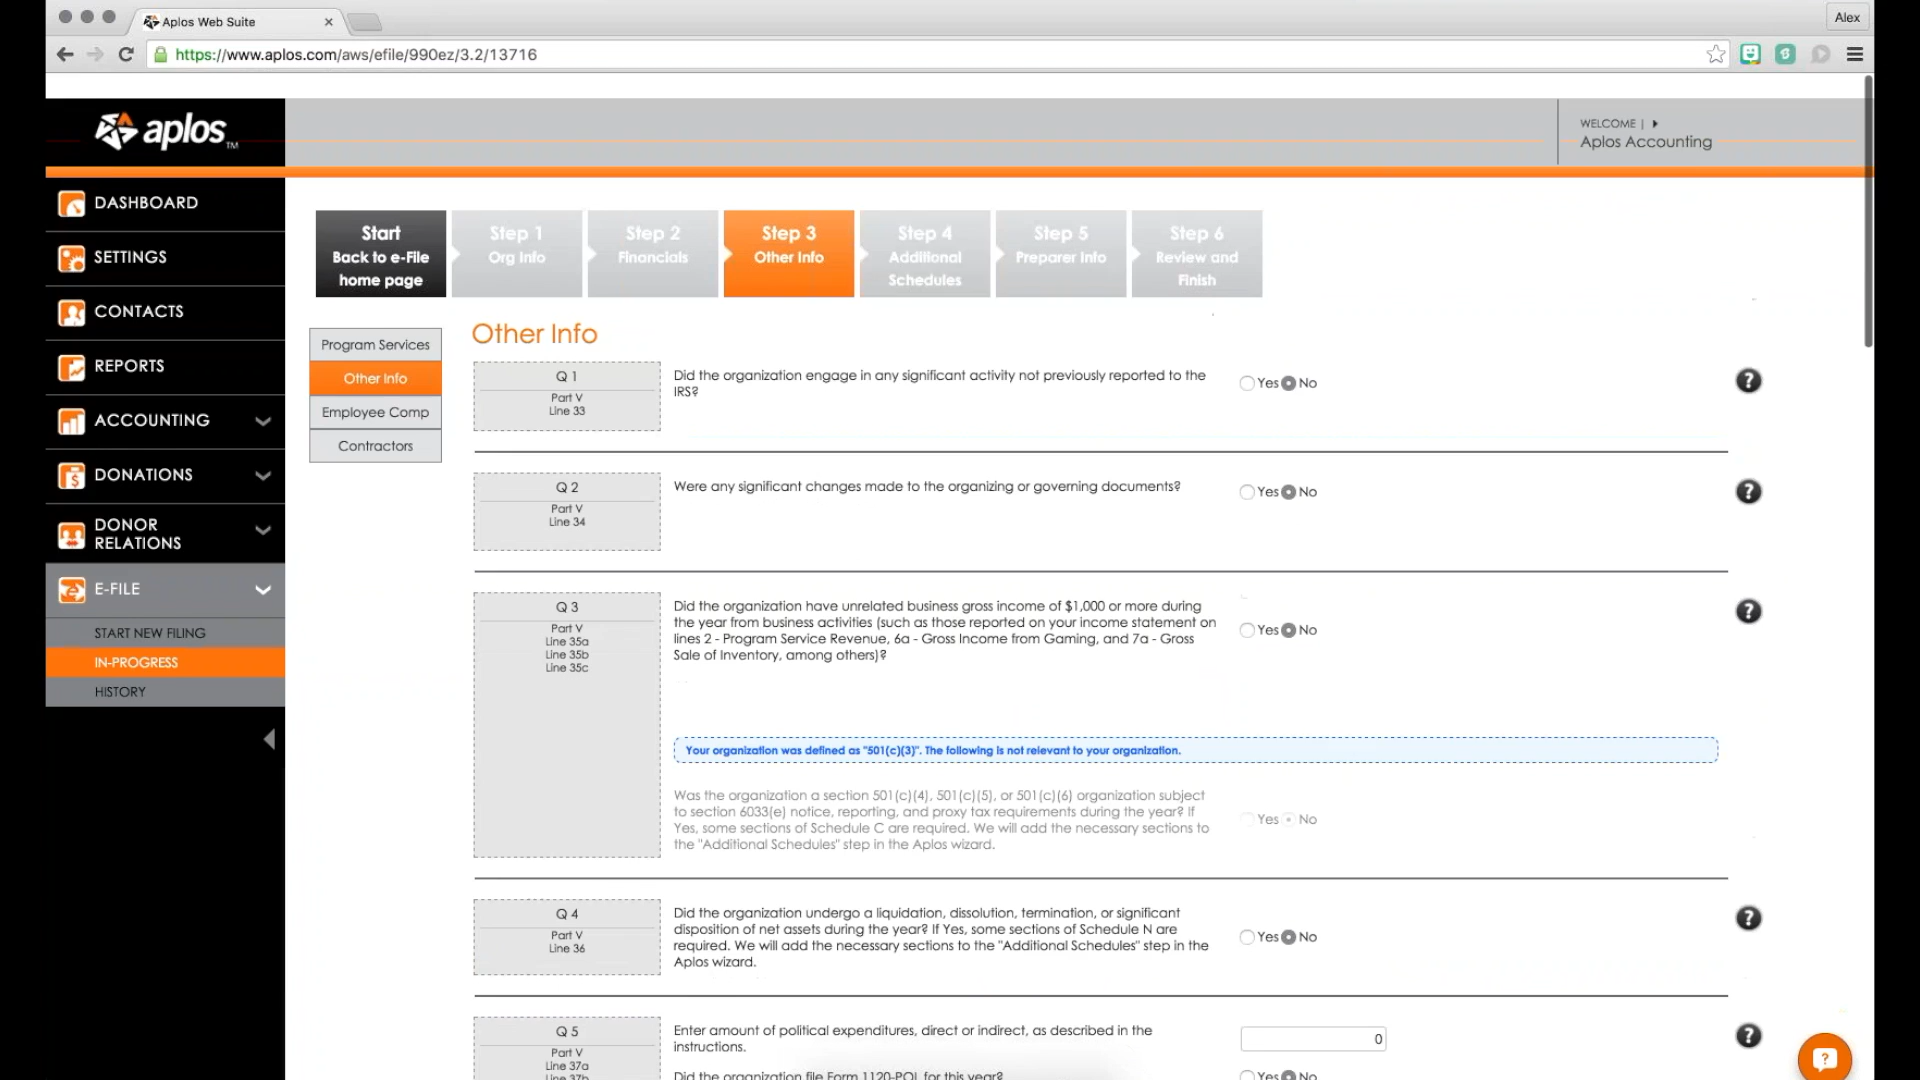 Aplos Web Suite
Alex
https://www.aplos.com/aws/efile/990ez/3.2/13716
aplos TM
WELCOME |
Aplos Accounting
DASHBOARD
SETTINGS
CONTACTS
REPORTS
ACCOUNTING
DONATIONS
DONOR
RELATIONS
E-FILE
START NEW FILING
IN-PROGRESS
HISTORY
Start
Back to e-File
home page
Step 1
Org Info
Step 2
Financials
Step 3
Other Info
Step 4
Additional
Schedules
Step 5
Preparer Info
Step 6
Review and
Finish
Program Services
Other Info
Employee Comp
Contractors
Other Info
Q 1
Part V
Line 33
Did the organization engage in any significant activity not previously reported to the
IRS?
Yes No
?
Q 2
Part V
Line 34
Were any significant changes made to the organizing or governing documents?
Yes No
?
Q 3
Part V
Line 35a
Line 35b
Line 35c
Did the organization have unrelated business gross income of $1,000 or more during
the year from business activities (such as those reported on your income statement on
lines 2 - Program Service Revenue, 6a - Gross Income from Gaming, and 7a - Gross
Sale of Inventory, among others)?
Yes No
?
Your organization was defined as "501(c)(3)". The following is not relevant to your organization.
Was the organization a section 501(c)(4), 501(c)(5), or 501(c)(6) organization subject
to section 6033(e) notice, reporting, and proxy tax requirements during the year? If
Yes, some sections of Schedule C are required. We will add the necessary sections to
the "Additional Schedules" step in the Aplos wizard.
Yes No
Q 4
Part V
Line 36
Did the organization undergo a liquidation, dissolution, termination, or significant
disposition of net assets during the year? If Yes, some sections of Schedule N are
required. We will add the necessary sections to the "Additional Schedules" step in the
Aplos wizard.
Yes No
?
Q 5
Part V
Line 37a
Line 37b
Enter amount of political expenditures, direct or indirect, as described in the
instructions.
0
?
Did the organization file Form 1120-POL for this year?
Yes No
?